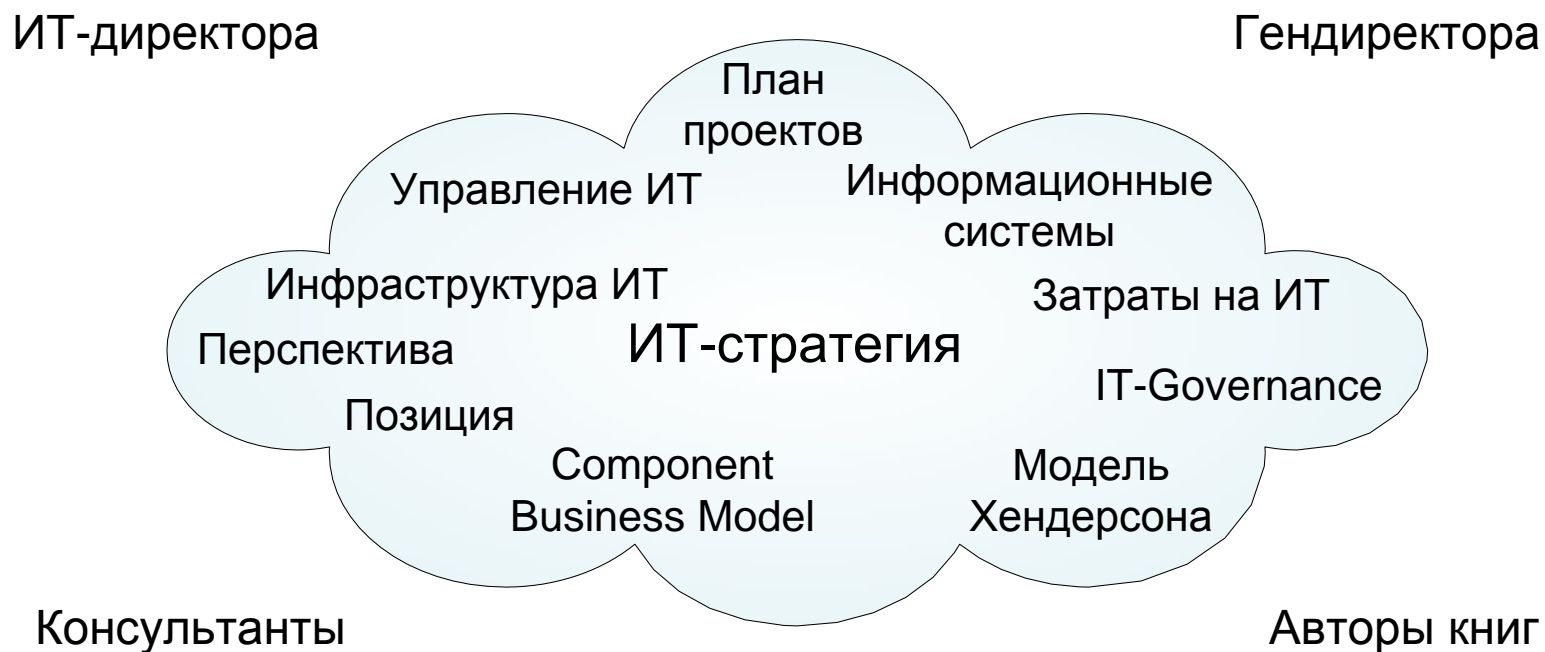 ИТ-директора
Гендиректора
План
проектов
Управление ИТ
Информационные
системы
Инфраструктура ИТ
Затраты на ИТ
Перспектива
ИТ-стратегия
IT-Governance
Позиция
Component
Business Model
Модель
Хендерсона
Консультанты
Авторы книг